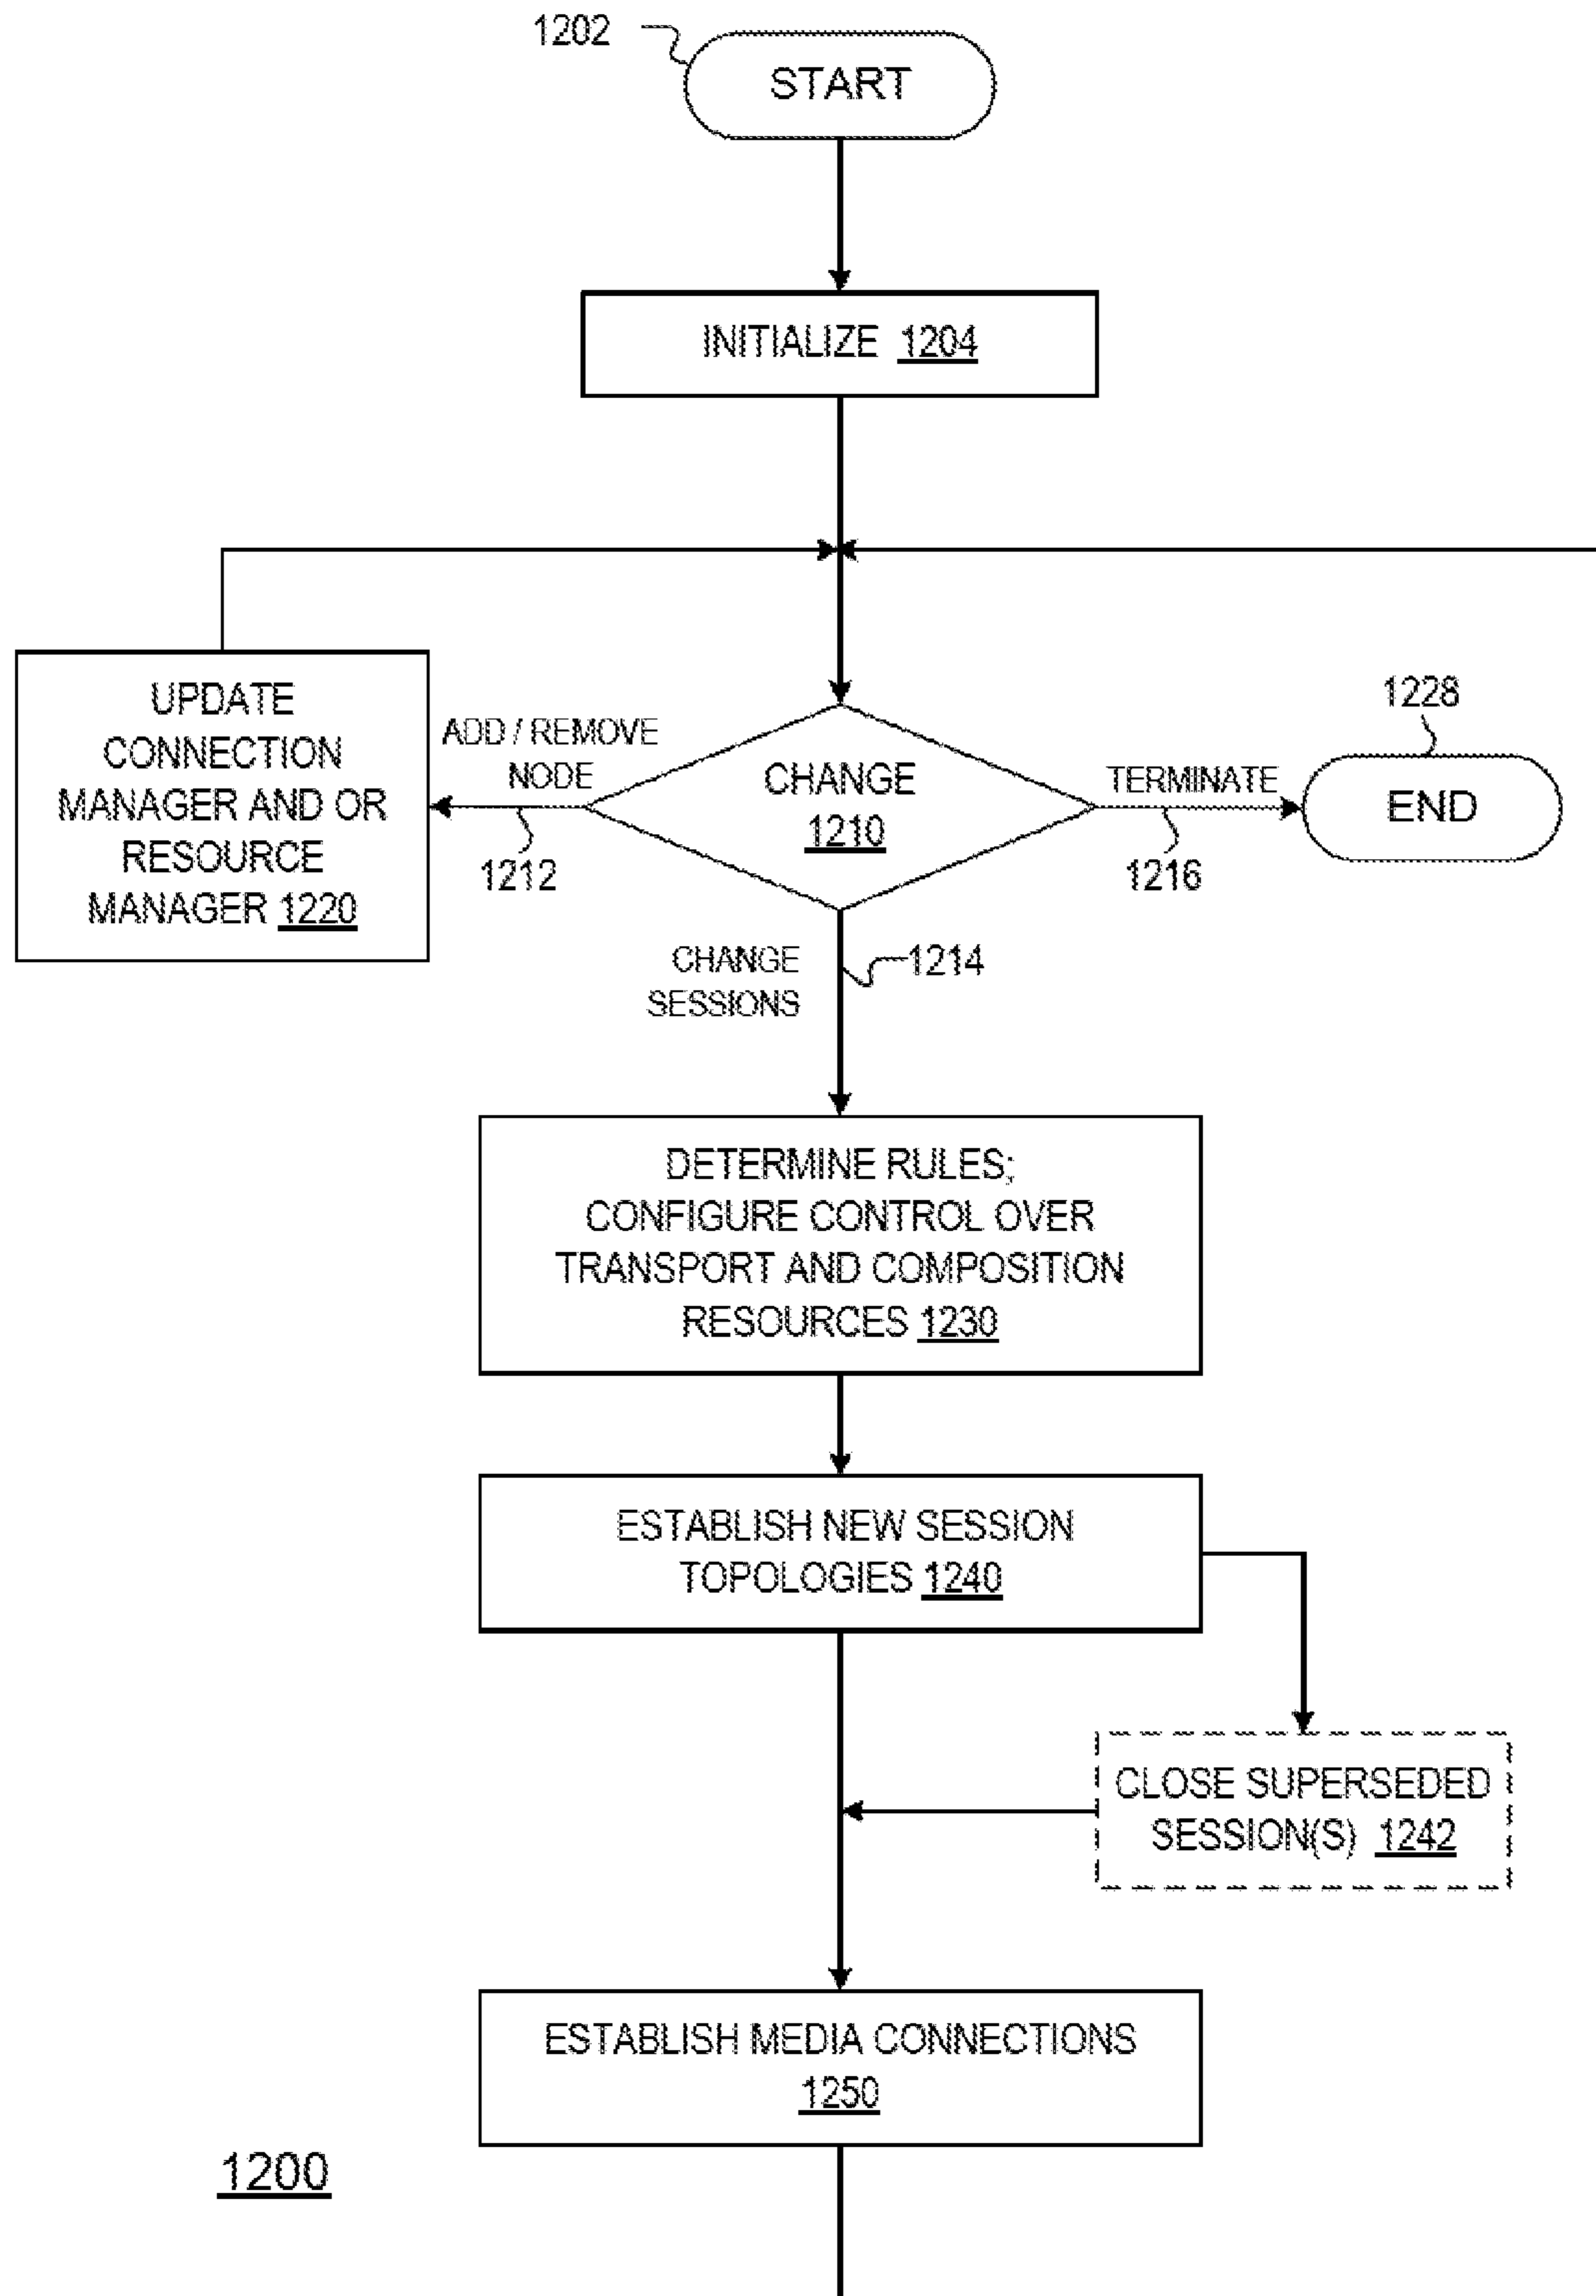 1202
START
INITIALIZE 1204
UPDATE
CONNECTION
MANAGER AND OR
RESOURCE
MANAGER 1220
ADD / REMOVE
NODE
1212
CHANGE
1210
TERMINATE
1216
1228
END
CHANGE
SESSIONS
1214
DETERMINE RULES;
CONFIGURE CONTROL OVER
TRANSPORT AND COMPOSITION
RESOURCES 1230
ESTABLISH NEW SESSION
TOPOLOGIES 1240
CLOSE SUPERSEDED
SESSION(S) 1242
ESTABLISH MEDIA CONNECTIONS
1250
1200